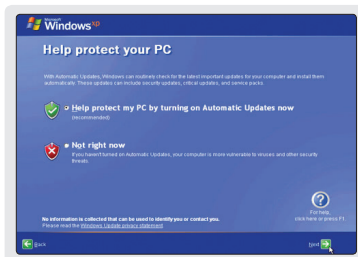 Microsoft
Windows xp
Help protect your PC
With Automatic Updates, Windows can routinely check for the latest important updates for your computer and install them
automatically. These updates can include security updates, critical updates, and service packs.
Help protect my PC by turning on Automatic Updates now
(recommended)
Not right now
If you haven't turned on Automatic Updates, your computer is more vulnerable to viruses and other security
threats.
For help,
click here or press F1.
No information is collected that can be used to identify you or contact you.
Please read the Windows Update privacy statement
Back
Next